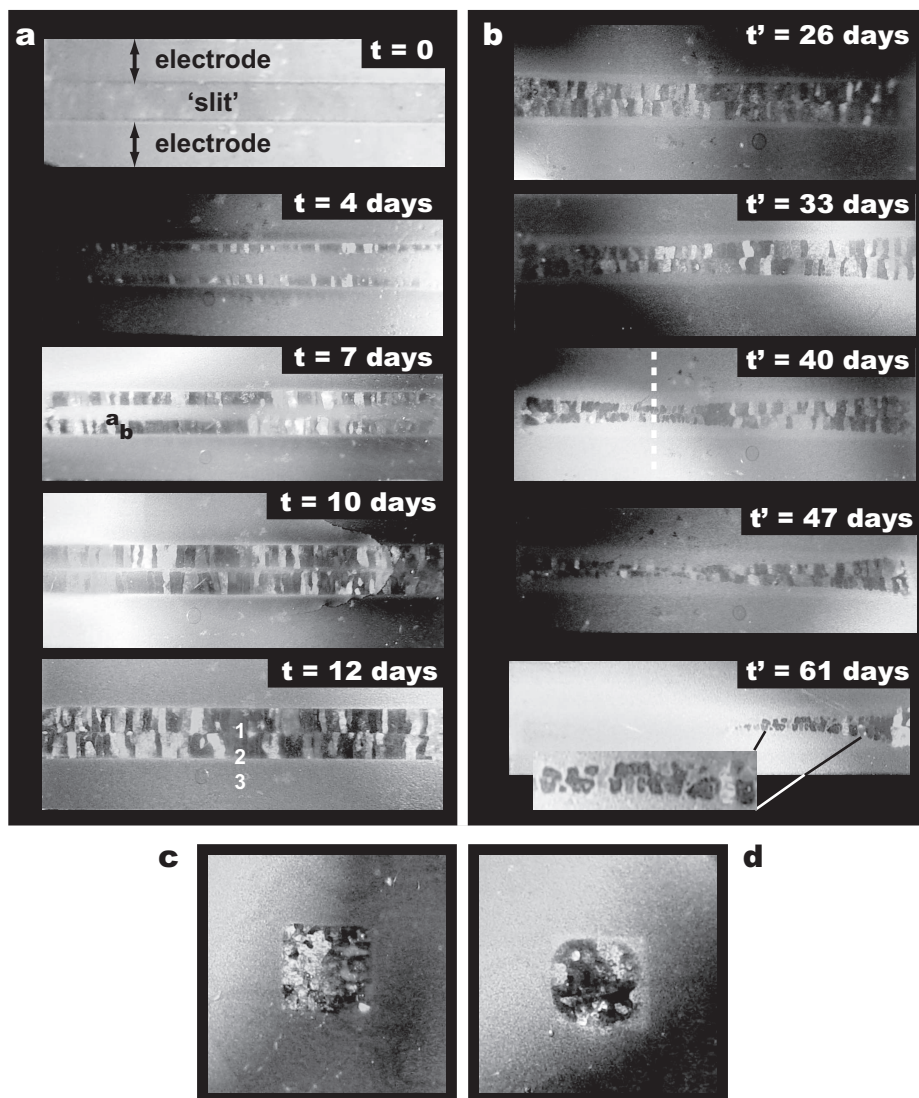 a
t = 0
electrode
‘slit’
electrode
t = 4 days
t = 7 days
a
b
t = 10 days
t = 12 days
1
2
3
b
t’ = 26 days
t’ = 33 days
t’ = 40 days
t’ = 47 days
t’ = 61 days
c
d